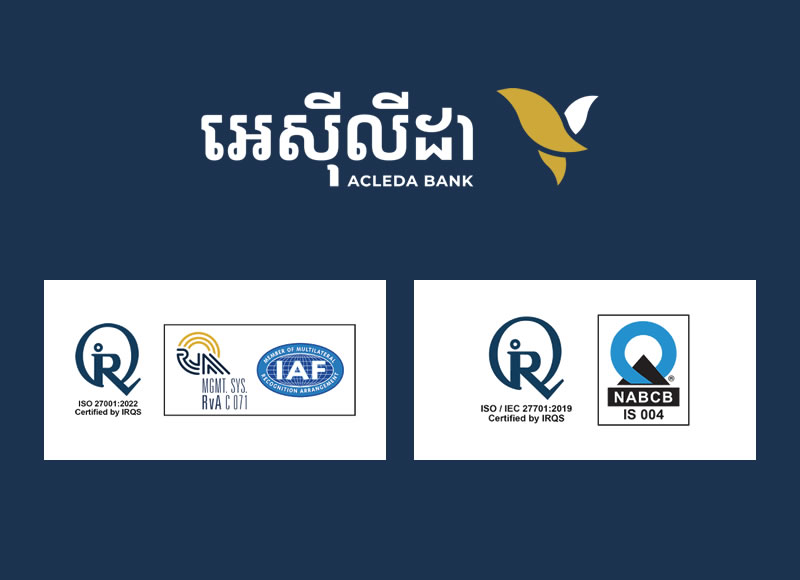 អេស៊ីលីដា
ACLEDA BANK
ISO 27001:2022
Certified by IRQS
RvA
MGMT. SYS.
RvA C 071
MEMBER OF MULTILATERAL
IAF
RECOGNITION ARRANGEMENT
ISO / IEC 27701:2019
Certified by IRQS
®
NABCB
IS 004